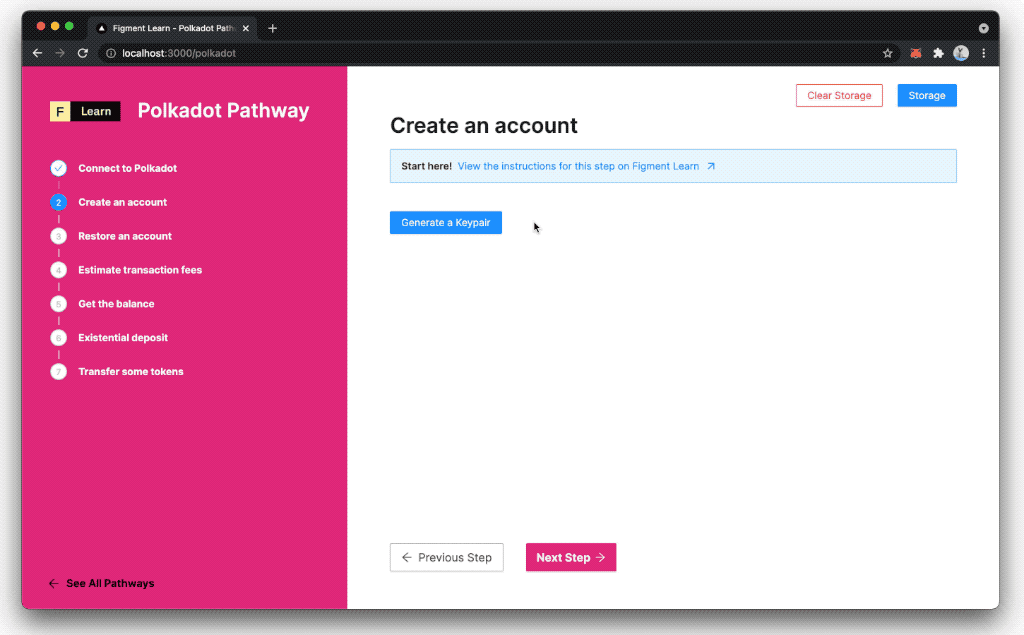 Figment Learn - Polkadot Path
localhost:3000/polkadot
F Learn
Polkadot Pathway
Connect to Polkadot
2 Create an account
3 Restore an account
4 Estimate transaction fees
5 Get the balance
6 Existential deposit
7 Transfer some tokens
← See All Pathways
Clear Storage
Storage
Create an account
Start here! View the instructions for this step on Figment Learn
Generate a Keypair
← Previous Step
Next Step →